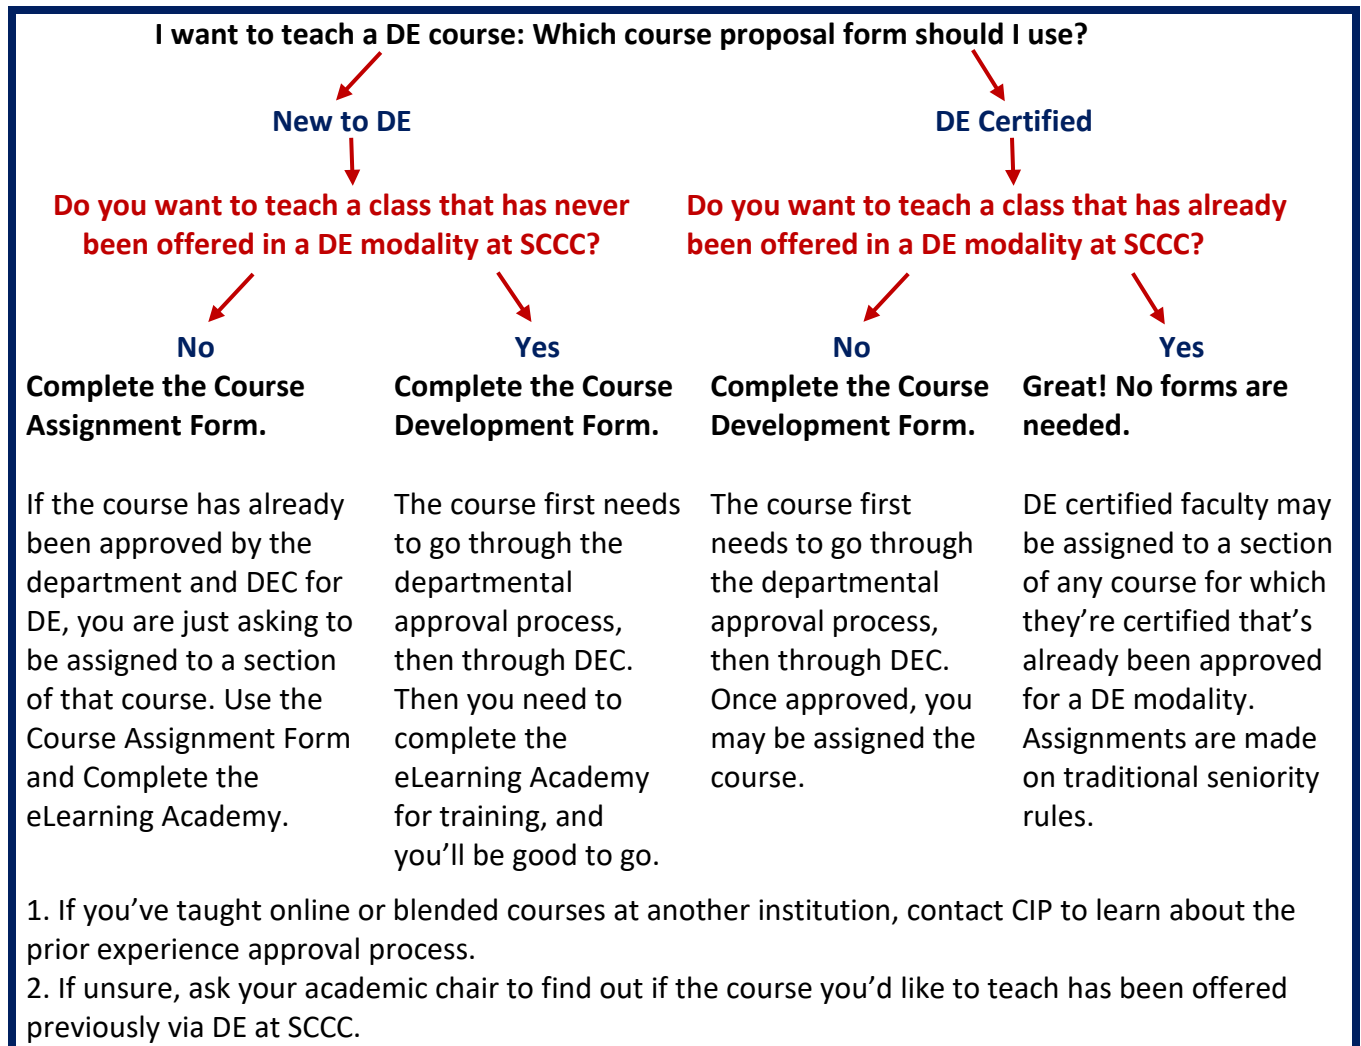 I want to teach a DE course: Which course proposal form should I use?
New to DE
DE Certified
Do you want to teach a class that has never
been offered in a DE modality at SCCC?
Do you want to teach a class that has already
been offered in a DE modality at SCCC?
No
Complete the Course
Assignment Form.
If the course has already
been approved by the
department and DEC for
DE, you are just asking to
be assigned to a section
of that course. Use the
Course Assignment Form
and Complete the
eLearning Academy.
Yes
Complete the Course
Development Form.
The course first needs
to go through the
departmental
approval process,
then through DEC.
Then you need to
complete the
eLearning Academy
for training, and
you’ll be good to go.
No
Complete the Course
Development Form.
The course first
needs to go through
the departmental
approval process,
then through DEC.
Once approved, you
may be assigned the
course.
Yes
Great! No forms are
needed.
DE certified faculty may
be assigned to a section
of any course for which
they’re certified that’s
already been approved
for a DE modality.
Assignments are made
on traditional seniority
rules.
1. If you’ve taught online or blended courses at another institution, contact CIP to learn about the
prior experience approval process.
2. If unsure, ask your academic chair to find out if the course you’d like to teach has been offered
previously via DE at SCCC.